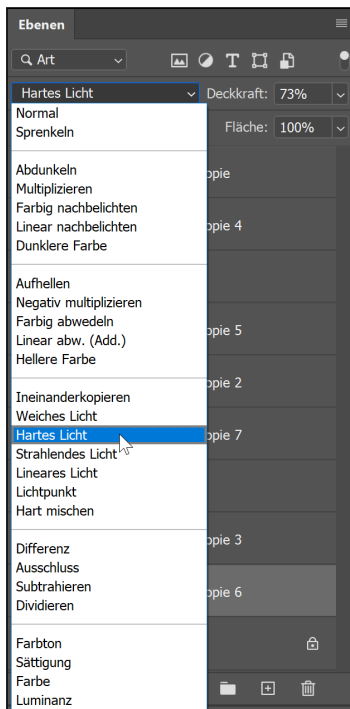 Ebenen
Art
Hartes Licht Deckkraft: 73%
Normal Fläche: 100%
Sprenkeln
Abdunkeln
Multiplizieren
Farbig nachbelichten
Linear nachbelichten
Dunklere Farbe
Aufhellen
Negativ multiplizieren
Farbig abwedeln
Linear abw. (Add.)
Hellere Farbe
Ineinanderkopieren
Weiches Licht
Hartes Licht
Strahlendes Licht
Lineares Licht
Lichtpunkt
Hart mischen
Differenz
Ausschluss
Subtrahieren
Dividieren
Farbton
Sättigung
Farbe
Luminanz
opie
opie 4
opie 5
opie 2
opie 7
opie 3
opie 6